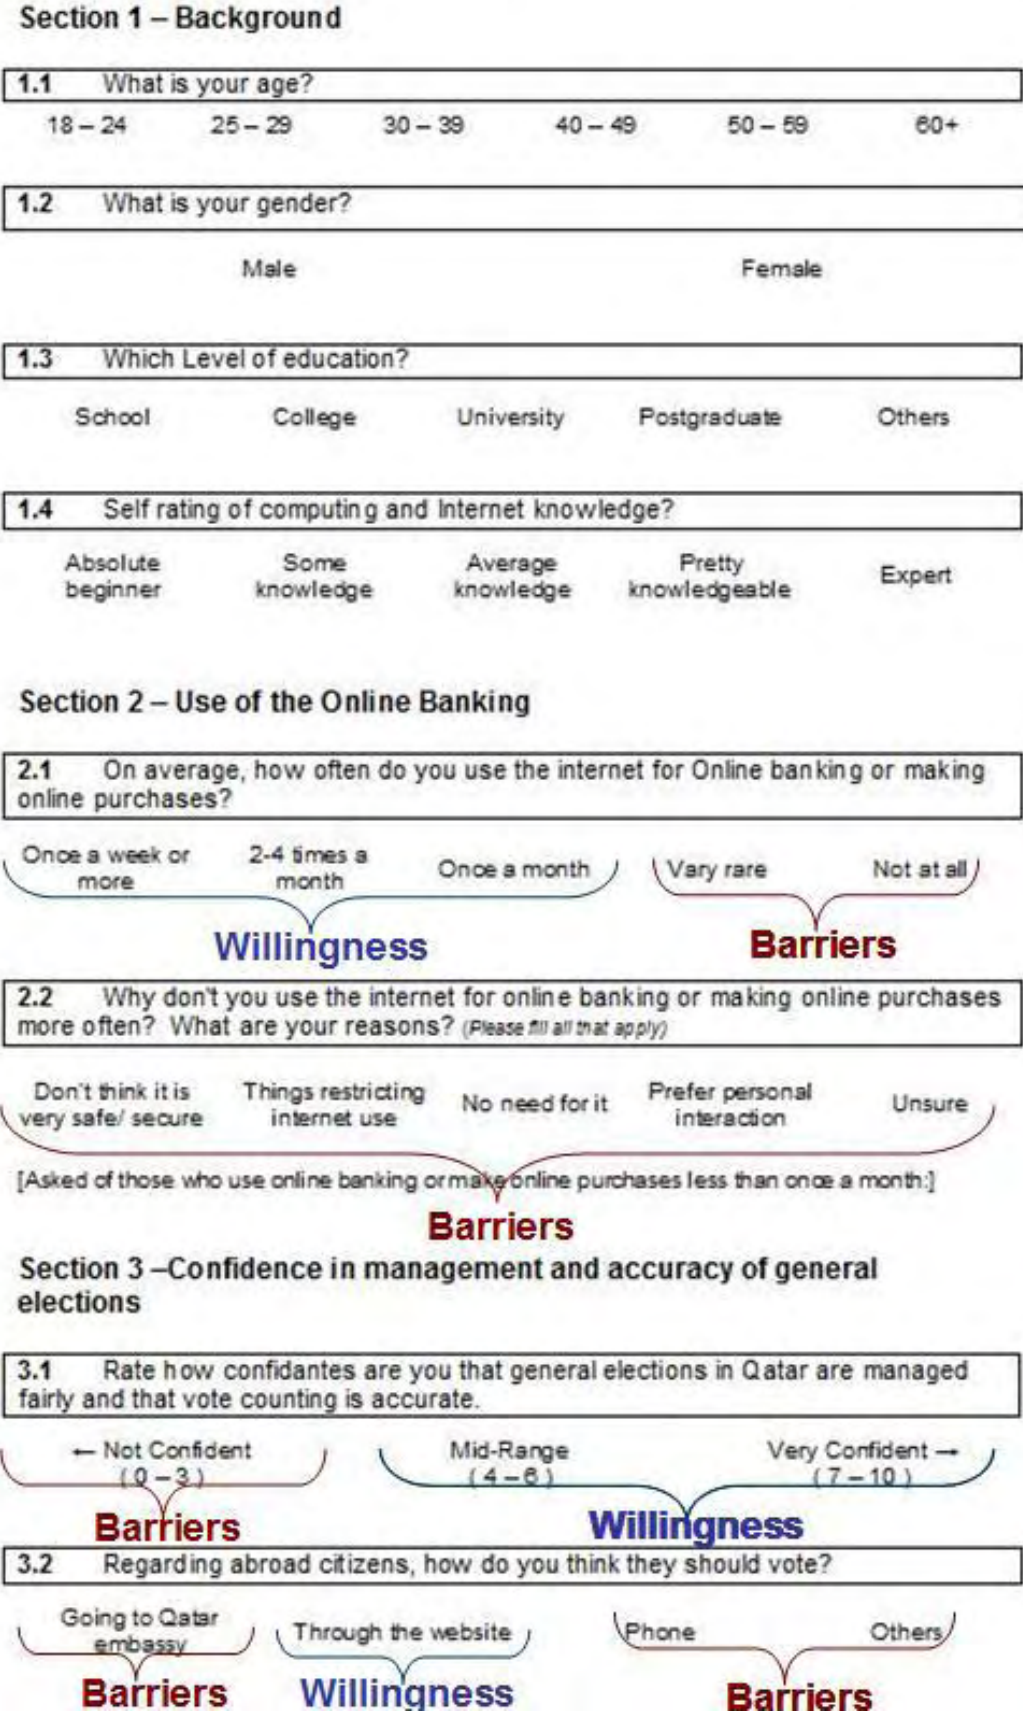 Section 1 – Background
1.1 What is your age?
18 – 24 25 – 29 30 – 39 40 – 49 50 – 59 60+
1.2 What is your gender?
Male Female
1.3 Which Level of education?
School College University Postgraduate Others
1.4 Self rating of computing and Internet knowledge?
Absolute beginner Some knowledge Average knowledge Pretty knowledgeable Expert
Section 2 – Use of the Online Banking
2.1 On average, how often do you use the internet for Online banking or making
online purchases?
Once a week or more 2-4 times a month Once a month Vary rare Not at all
Willingness Barriers
2.2 Why don't you use the internet for online banking or making online purchases
more often? What are your reasons? (Please fill all that apply)
Don't think it is very safe/ secure Things restricting internet use No need for it Prefer personal interaction Unsure
[Asked of those who use online banking or make online purchases less than once a month:]
Barriers
Section 3 –Confidence in management and accuracy of general
elections
3.1 Rate how confidantes are you that general elections in Qatar are managed
fairly and that vote counting is accurate.
← Not Confident Mid-Range Very Confident →
( 0 – 3 ) ( 4 – 6 ) ( 7 – 10 )
Barriers Willingness
3.2 Regarding abroad citizens, how do you think they should vote?
Going to Qatar embassy Through the website Phone Others
Barriers Willingness Barriers